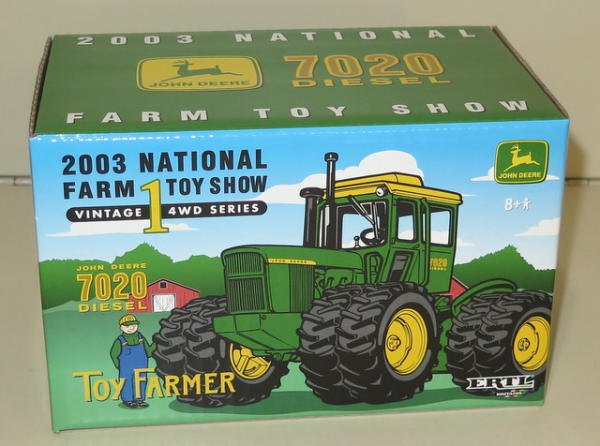 2003 NATIONAL
JOHN DEERE
7020
DIESEL
FARM TOY SHOW
2003 NATIONAL
FARM 1 TOY SHOW
VINTAGE 4WD SERIES
JOHN DEERE
8+
JOHN DEERE
7020
DIESEL
JOHN DEERE
7020
DIESEL
TOY FARMER
ERTL